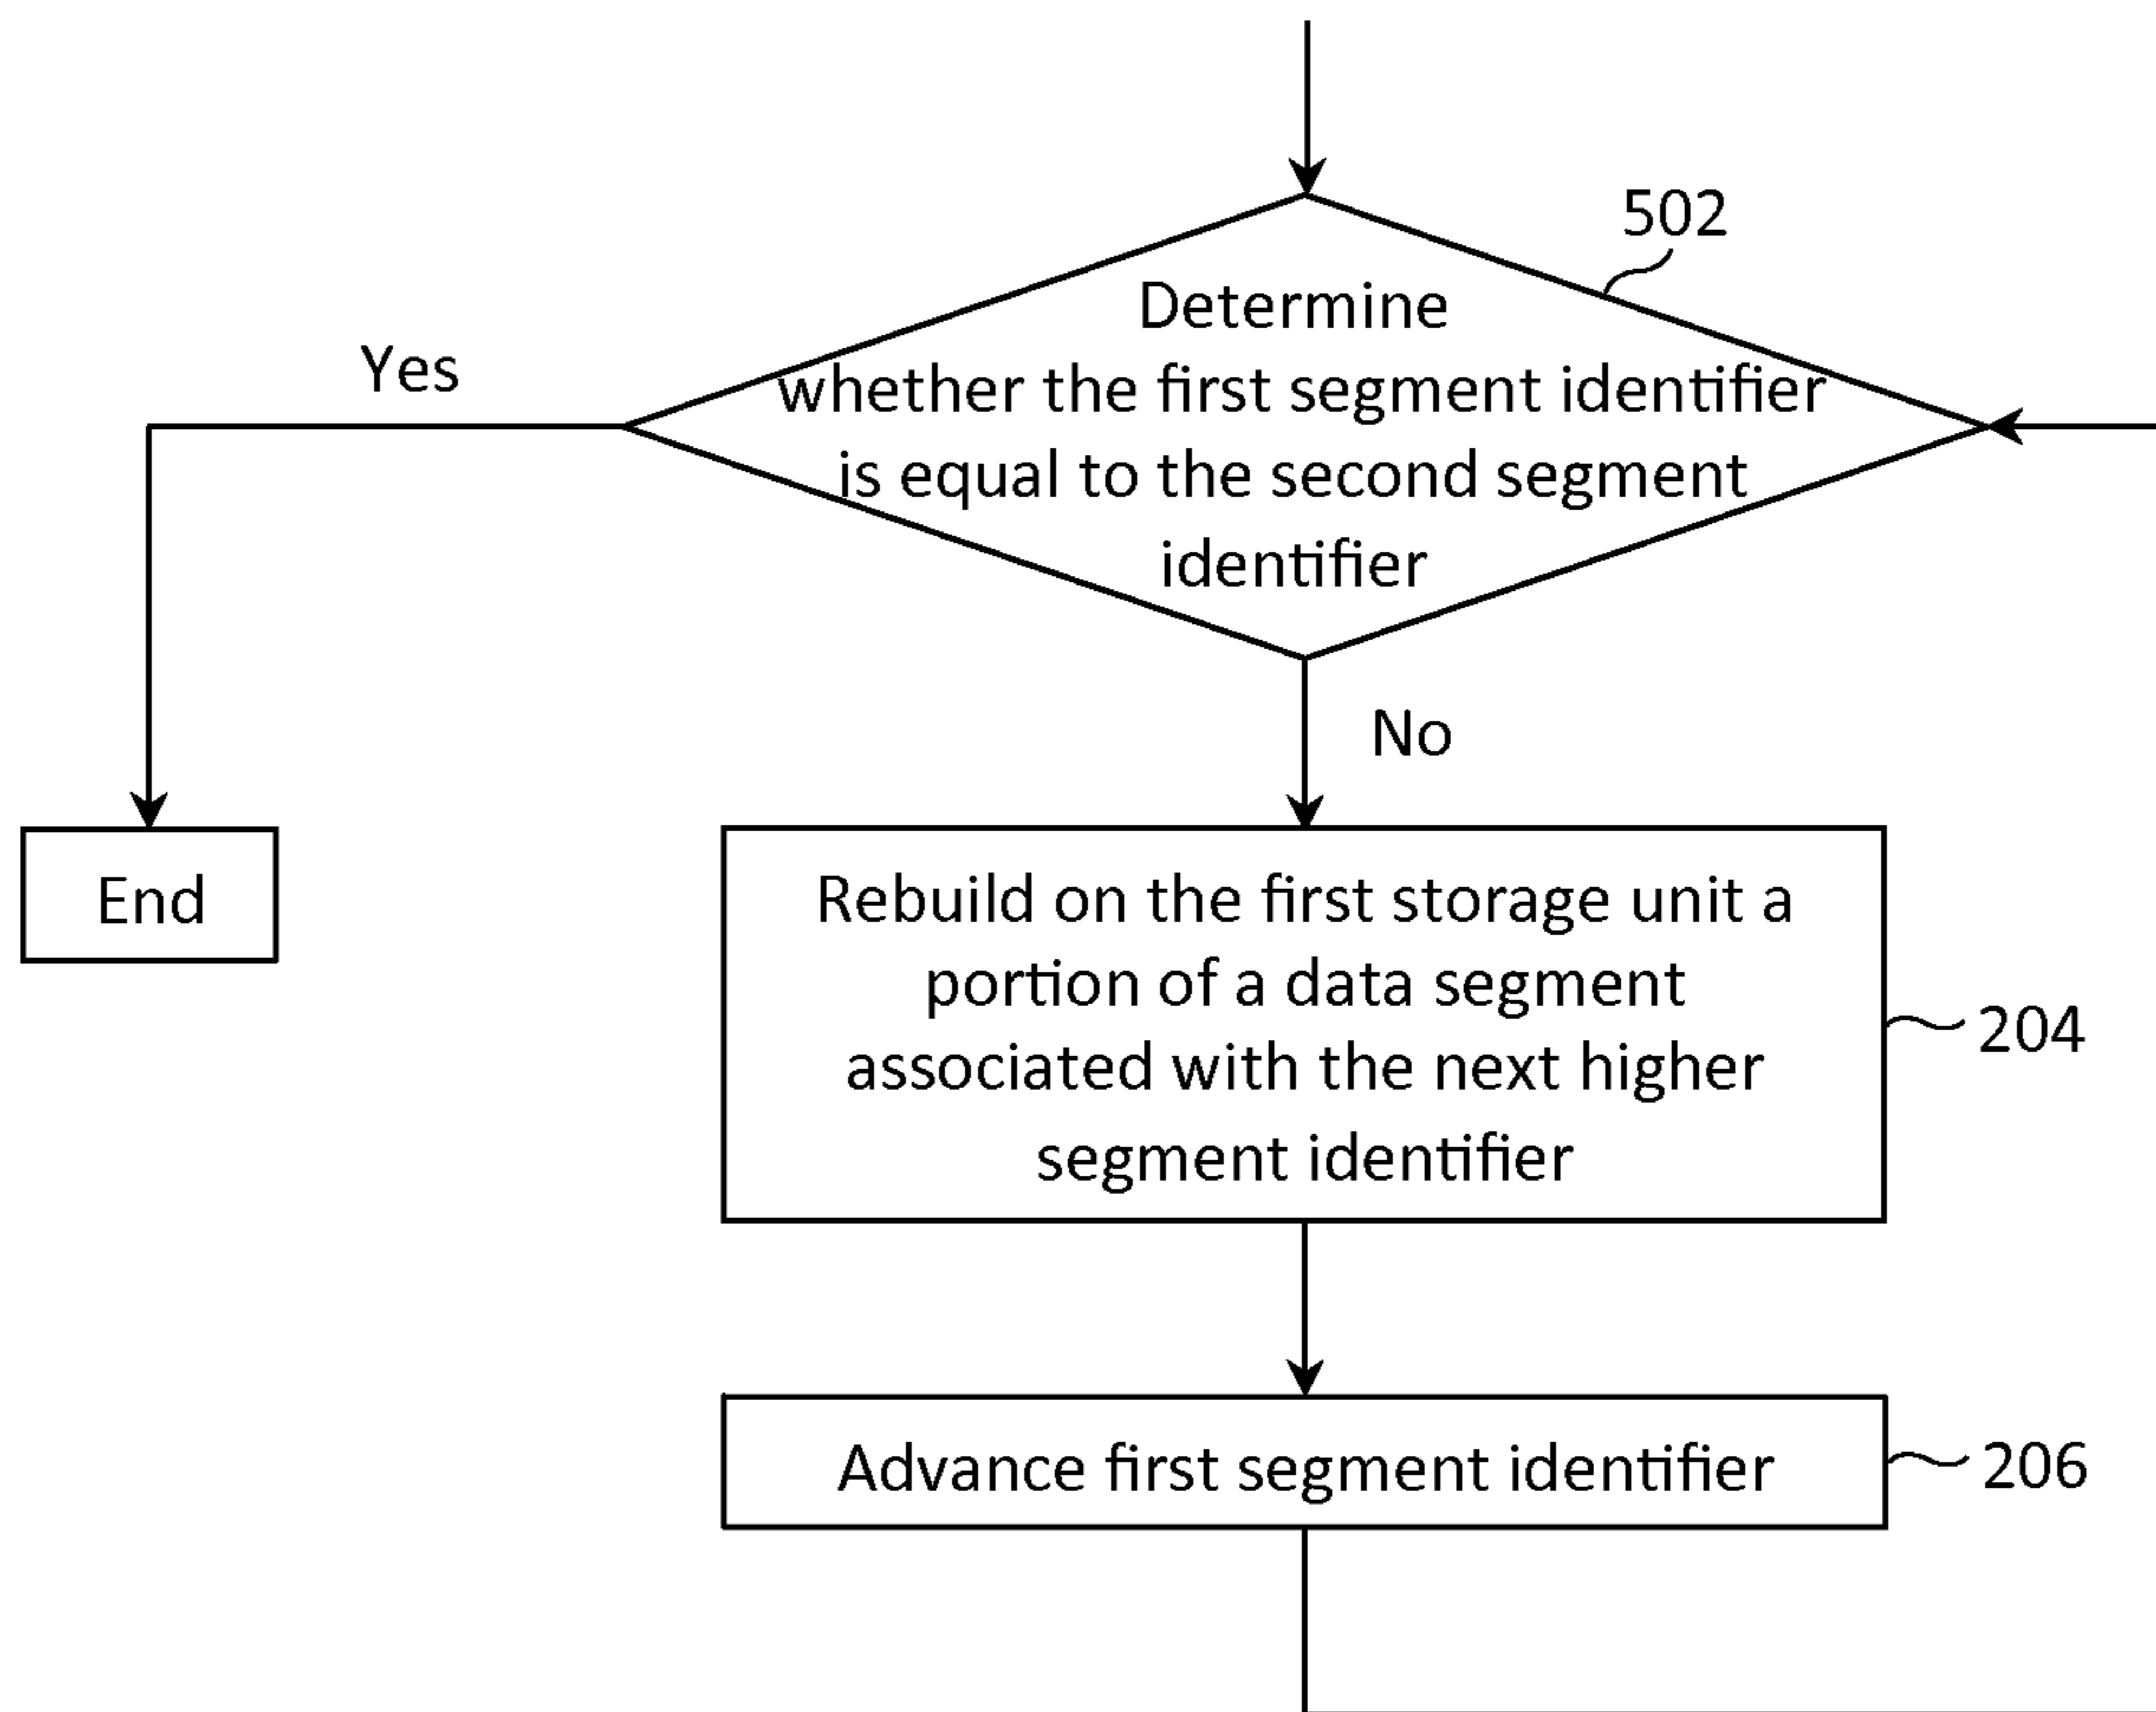 502
Determine
whether the first segment identifier
is equal to the second segment
identifier
Yes
No
End
Rebuild on the first storage unit a
portion of a data segment
associated with the next higher
segment identifier
204
Advance first segment identifier
206